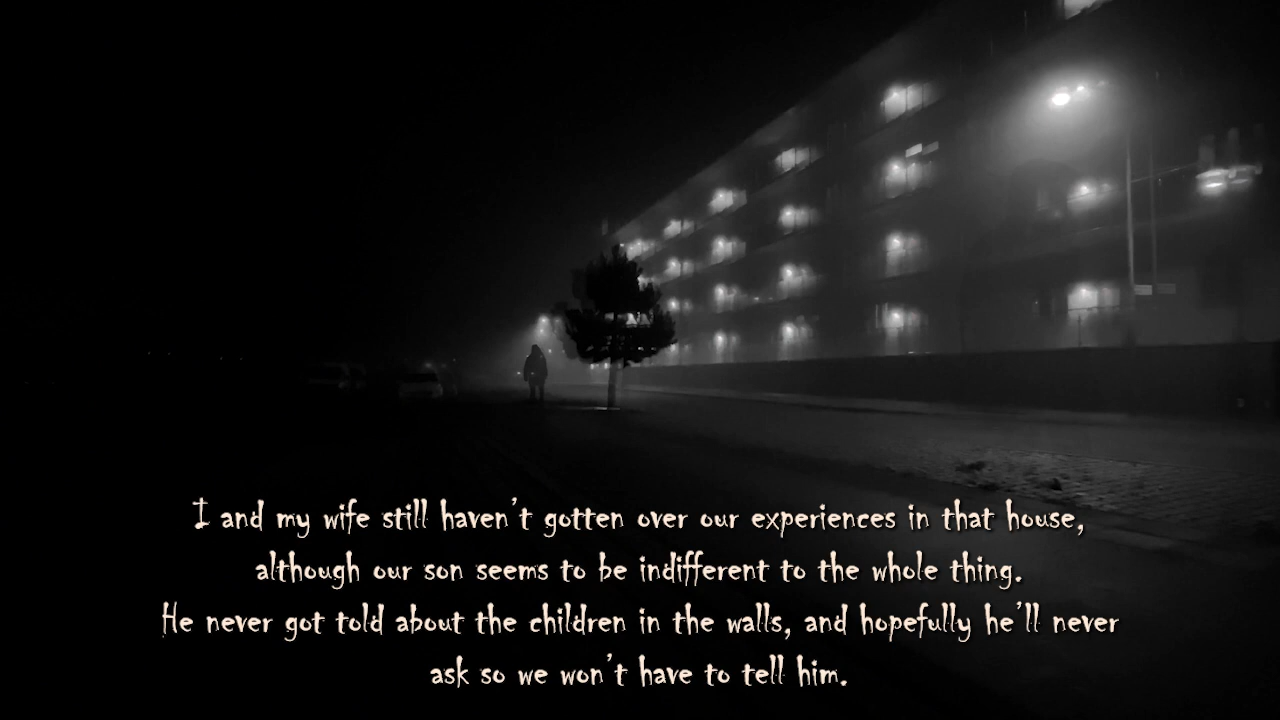 I and my wife still haven't gotten over our experiences in that house,
although our son seems to be indifferent to the whole thing.
He never got told about the children in the walls, and hopefully he'll never
ask so we won't have to tell him.